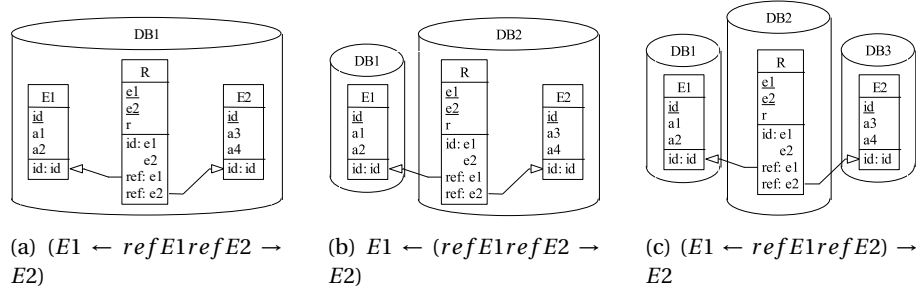 DB1
E1
id
a1
a2
id: id
R
e1
e2
r
id: e1
e2
ref: e1
ref: e2
E2
id
a3
a4
id: id
(a) (E1 ← refE1refE2 →
E2)
DB1
E1
id
a1
a2
id: id
DB2
R
e1
e2
r
id: e1
e2
ref: e1
ref: e2
E2
id
a3
a4
id: id
(b) E1 ← (refE1refE2 →
E2)
DB1
E1
id
a1
a2
id: id
DB2
R
e1
e2
r
id: e1
e2
ref: e1
ref: e2
DB3
E2
id
a3
a4
id: id
(c) (E1 ← refE1refE2) →
E2